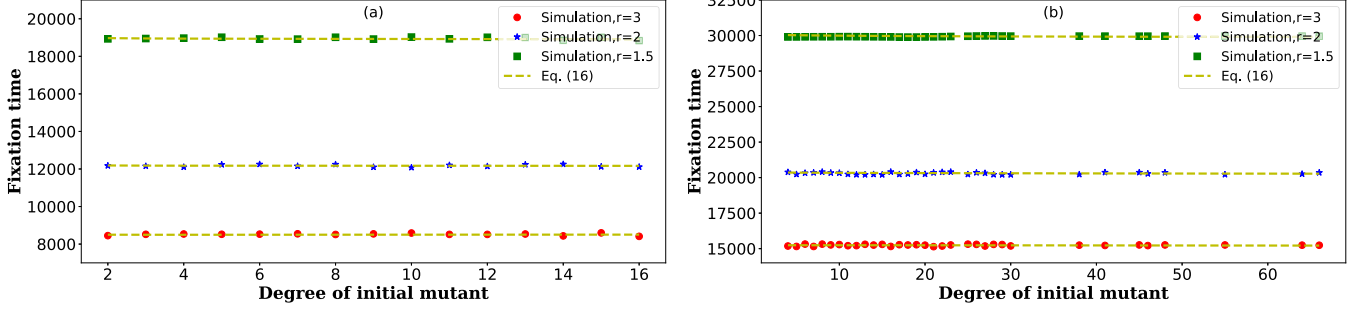 (a)
20000
18000
16000
14000
12000
10000
8000
Fixation time
2 4 6 8 10 12 14 16
Degree of initial mutant
Simulation,r=3
Simulation,r=2
Simulation,r=1.5
Eq. (16)
(b)
32500
30000
27500
25000
22500
20000
17500
15000
Fixation time
10 20 30 40 50 60
Degree of initial mutant
Simulation,r=3
Simulation,r=2
Simulation,r=1.5
Eq. (16)